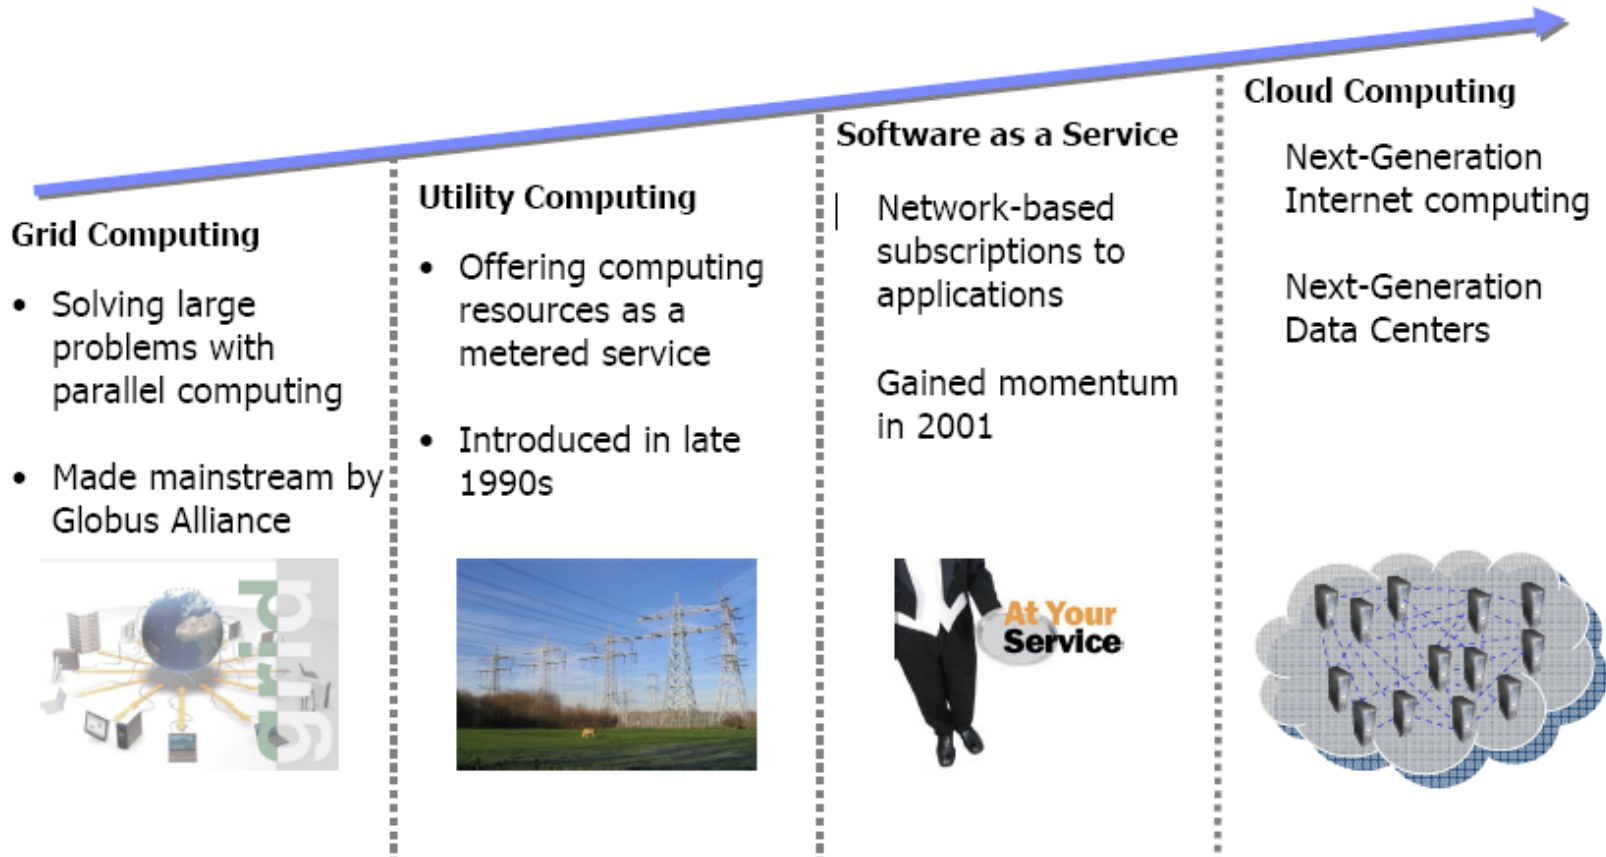 Grid Computing
• Solving large
problems with
parallel computing
• Made mainstream by
Globus Alliance
grid
Utility Computing
• Offering computing
resources as a
metered service
• Introduced in late
1990s
Software as a Service
Network-based
subscriptions to
applications
Gained momentum
in 2001
At Your
Service
Cloud Computing
Next-Generation
Internet computing
Next-Generation
Data Centers